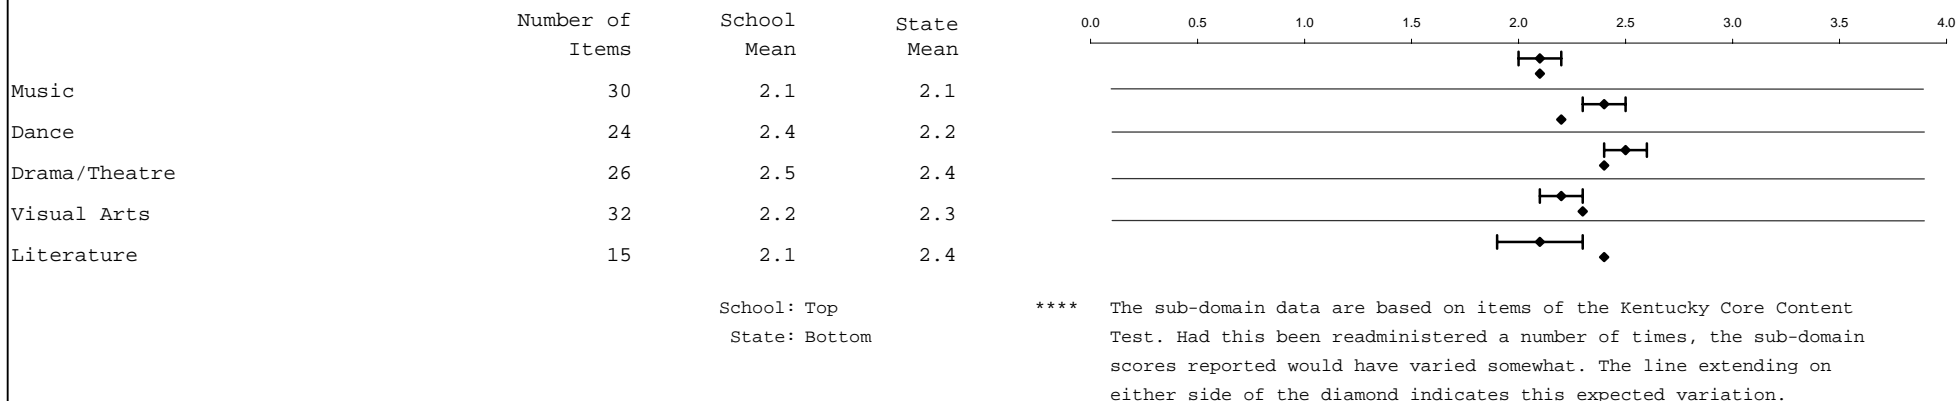 Number of School State
Items Mean Mean
0.0 0.5 1.0 1.5 2.0 2.5 3.0 3.5 4.0
Music 30 2.1 2.1
Dance 24 2.4 2.2
Drama/Theatre 26 2.5 2.4
Visual Arts 32 2.2 2.3
Literature 15 2.1 2.4
School: Top
State: Bottom
**** The sub-domain data are based on items of the Kentucky Core Content
Test. Had this been readministered a number of times, the sub-domain
scores reported would have varied somewhat. The line extending on
either side of the diamond indicates this expected variation.